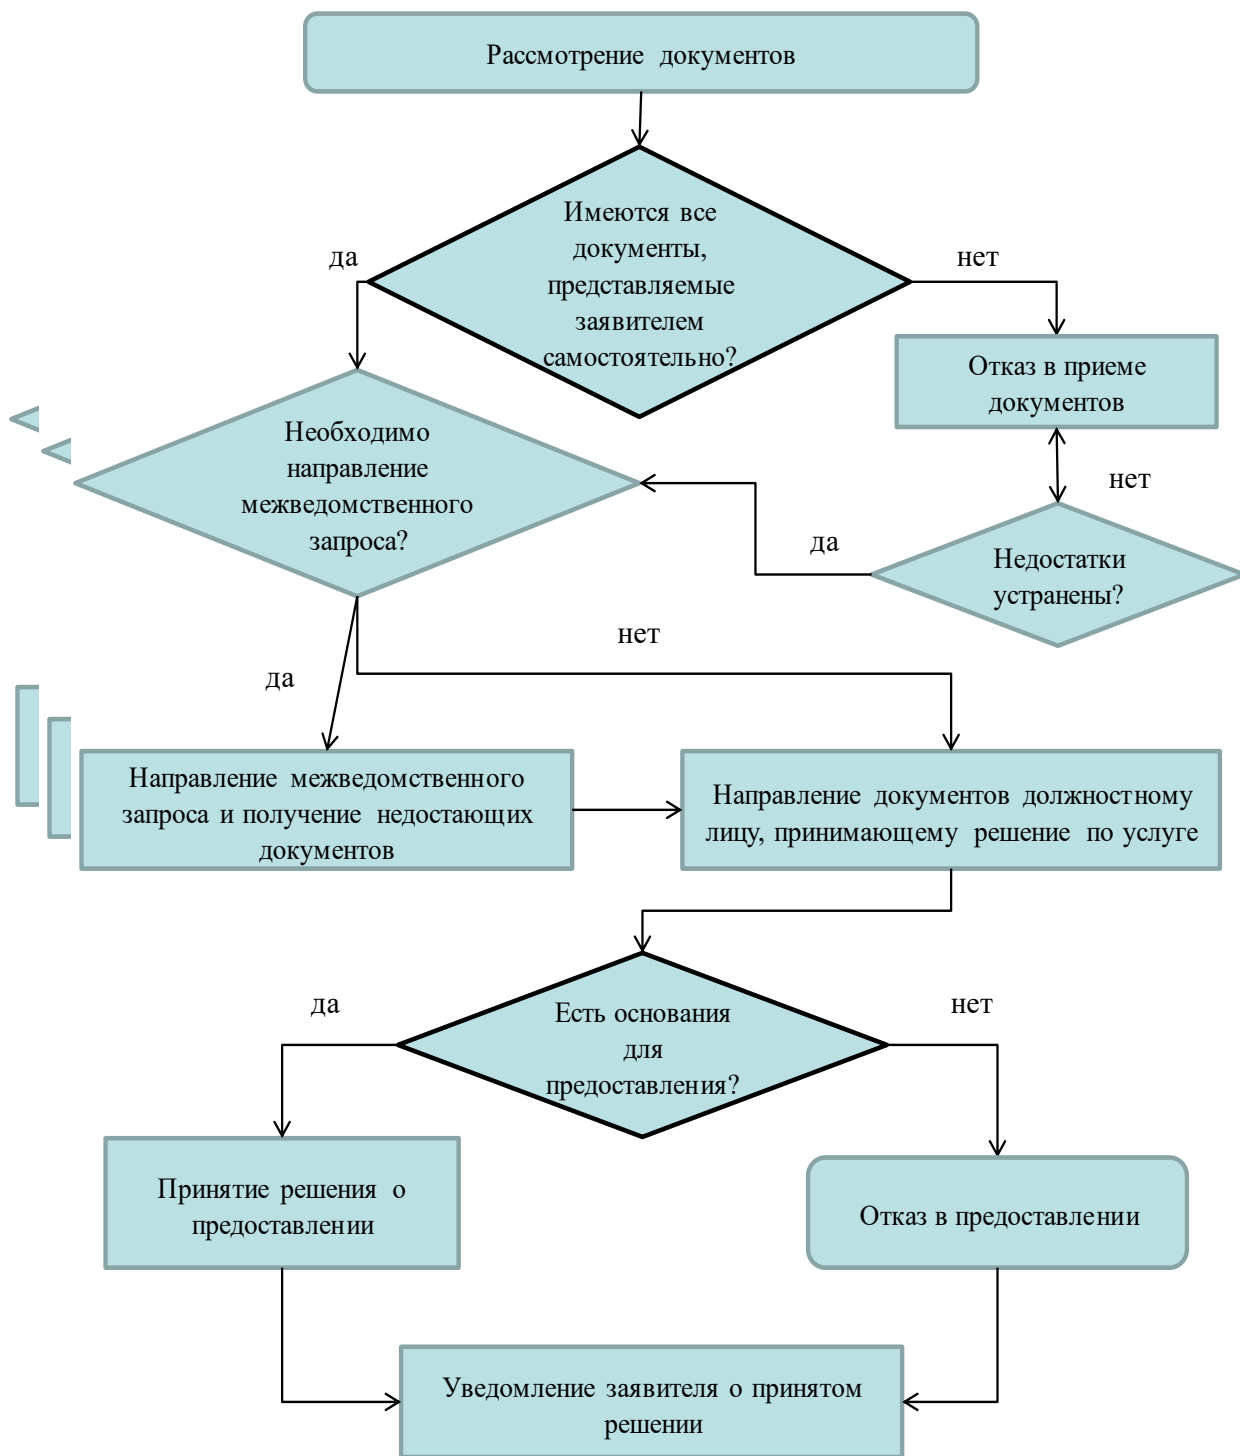 Рассмотрение документов
Имеются все
документы,
представляемые
заявителем
самостоятельно?
да
нет
Отказ в приеме
документов
Необходимо
направление
межведомственного
запроса?
нет
да
Недостатки
устранены?
нет
да
Направление межведомственного
запроса и получение недостающих
документов
Направление документов должностному
лицу, принимающему решение по услуге
да
нет
Есть основания
для
предоставления?
Принятие решения о
предоставлении
Отказ в предоставлении
Уведомление заявителя о принятом
решении